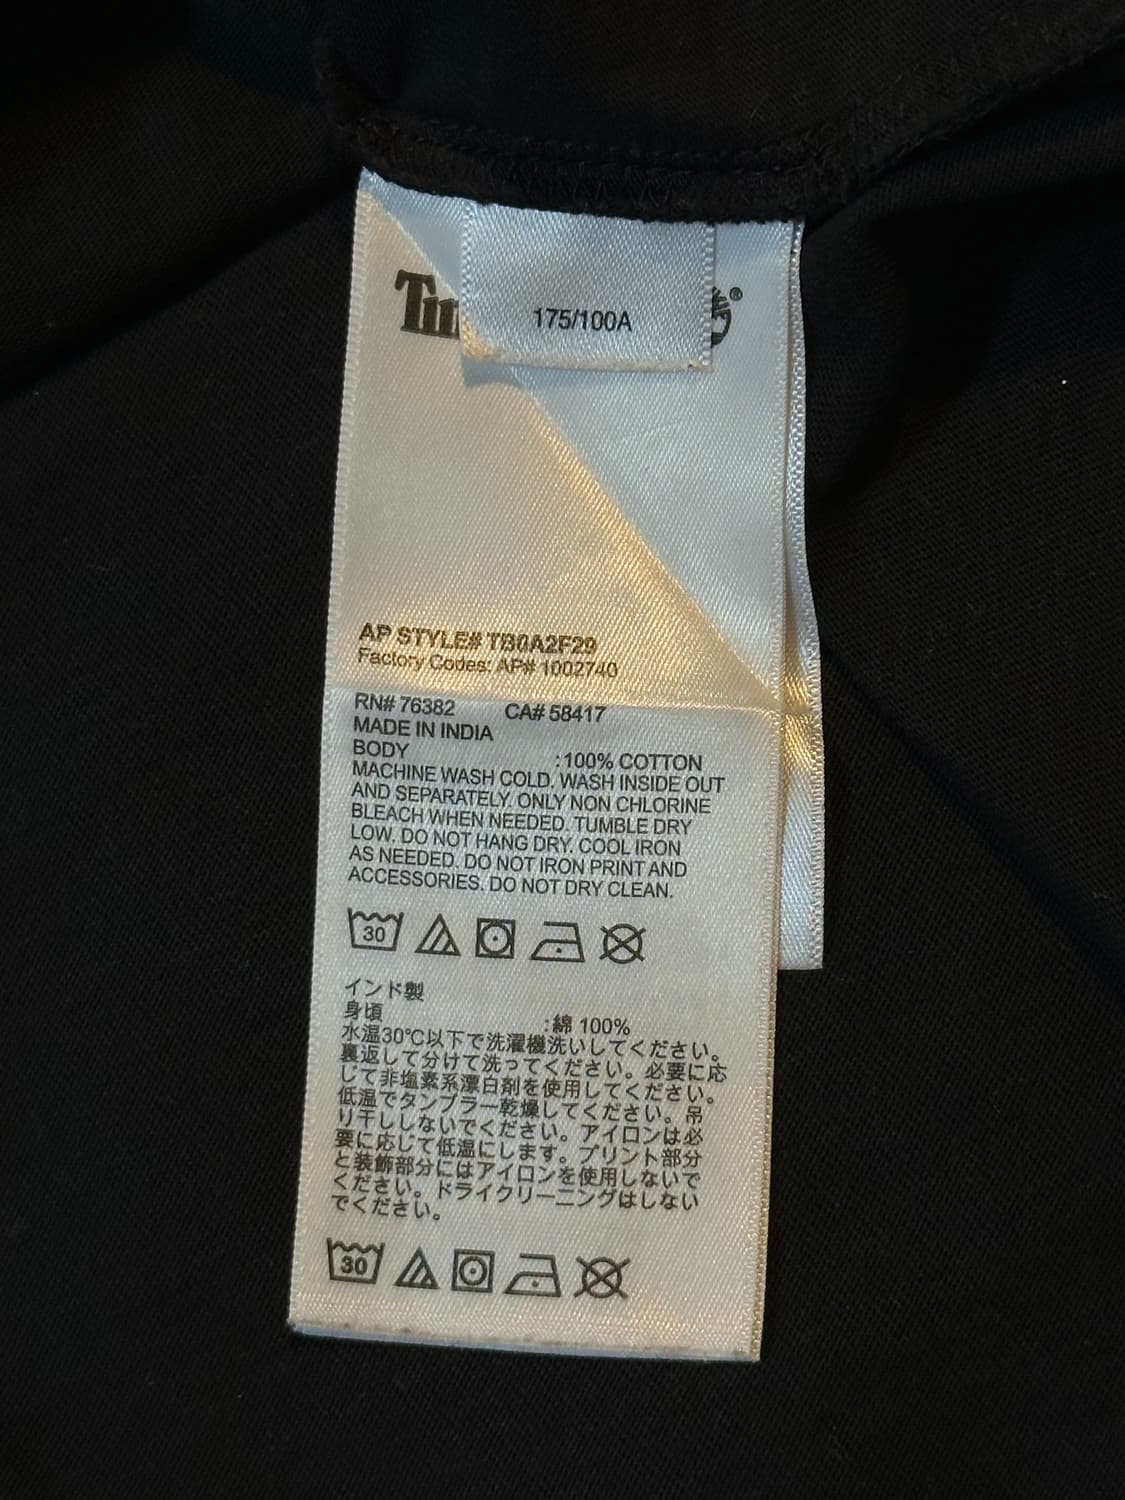 175/100A
AP STYLE# TB0A2F29
Factory Codes: AP# 1002740
RN# 76382 CA# 58417
MADE IN INDIA
BODY :100% COTTON
MACHINE WASH COLD. WASH INSIDE OUT
AND SEPARATELY. ONLY NON CHLORINE
BLEACH WHEN NEEDED. TUMBLE DRY
LOW. DO NOT HANG DRY. COOL IRON
AS NEEDED. DO NOT IRON PRINT AND
ACCESSORIES. DO NOT DRY CLEAN.
30
インド製
身頃 :綿 100%
水温30℃以下で洗濯機洗いしてください。
裏返して分けて洗ってください。必要に応
じて非塩素系漂白剤を使用してください。
低温でタンブラー乾燥してください。吊
り干ししないでください。アイロンは必
要に応じて低温にします。プリント部分
と装飾部分にはアイロンを使用しないで
ください。ドライクリーニングはしない
でください。
30